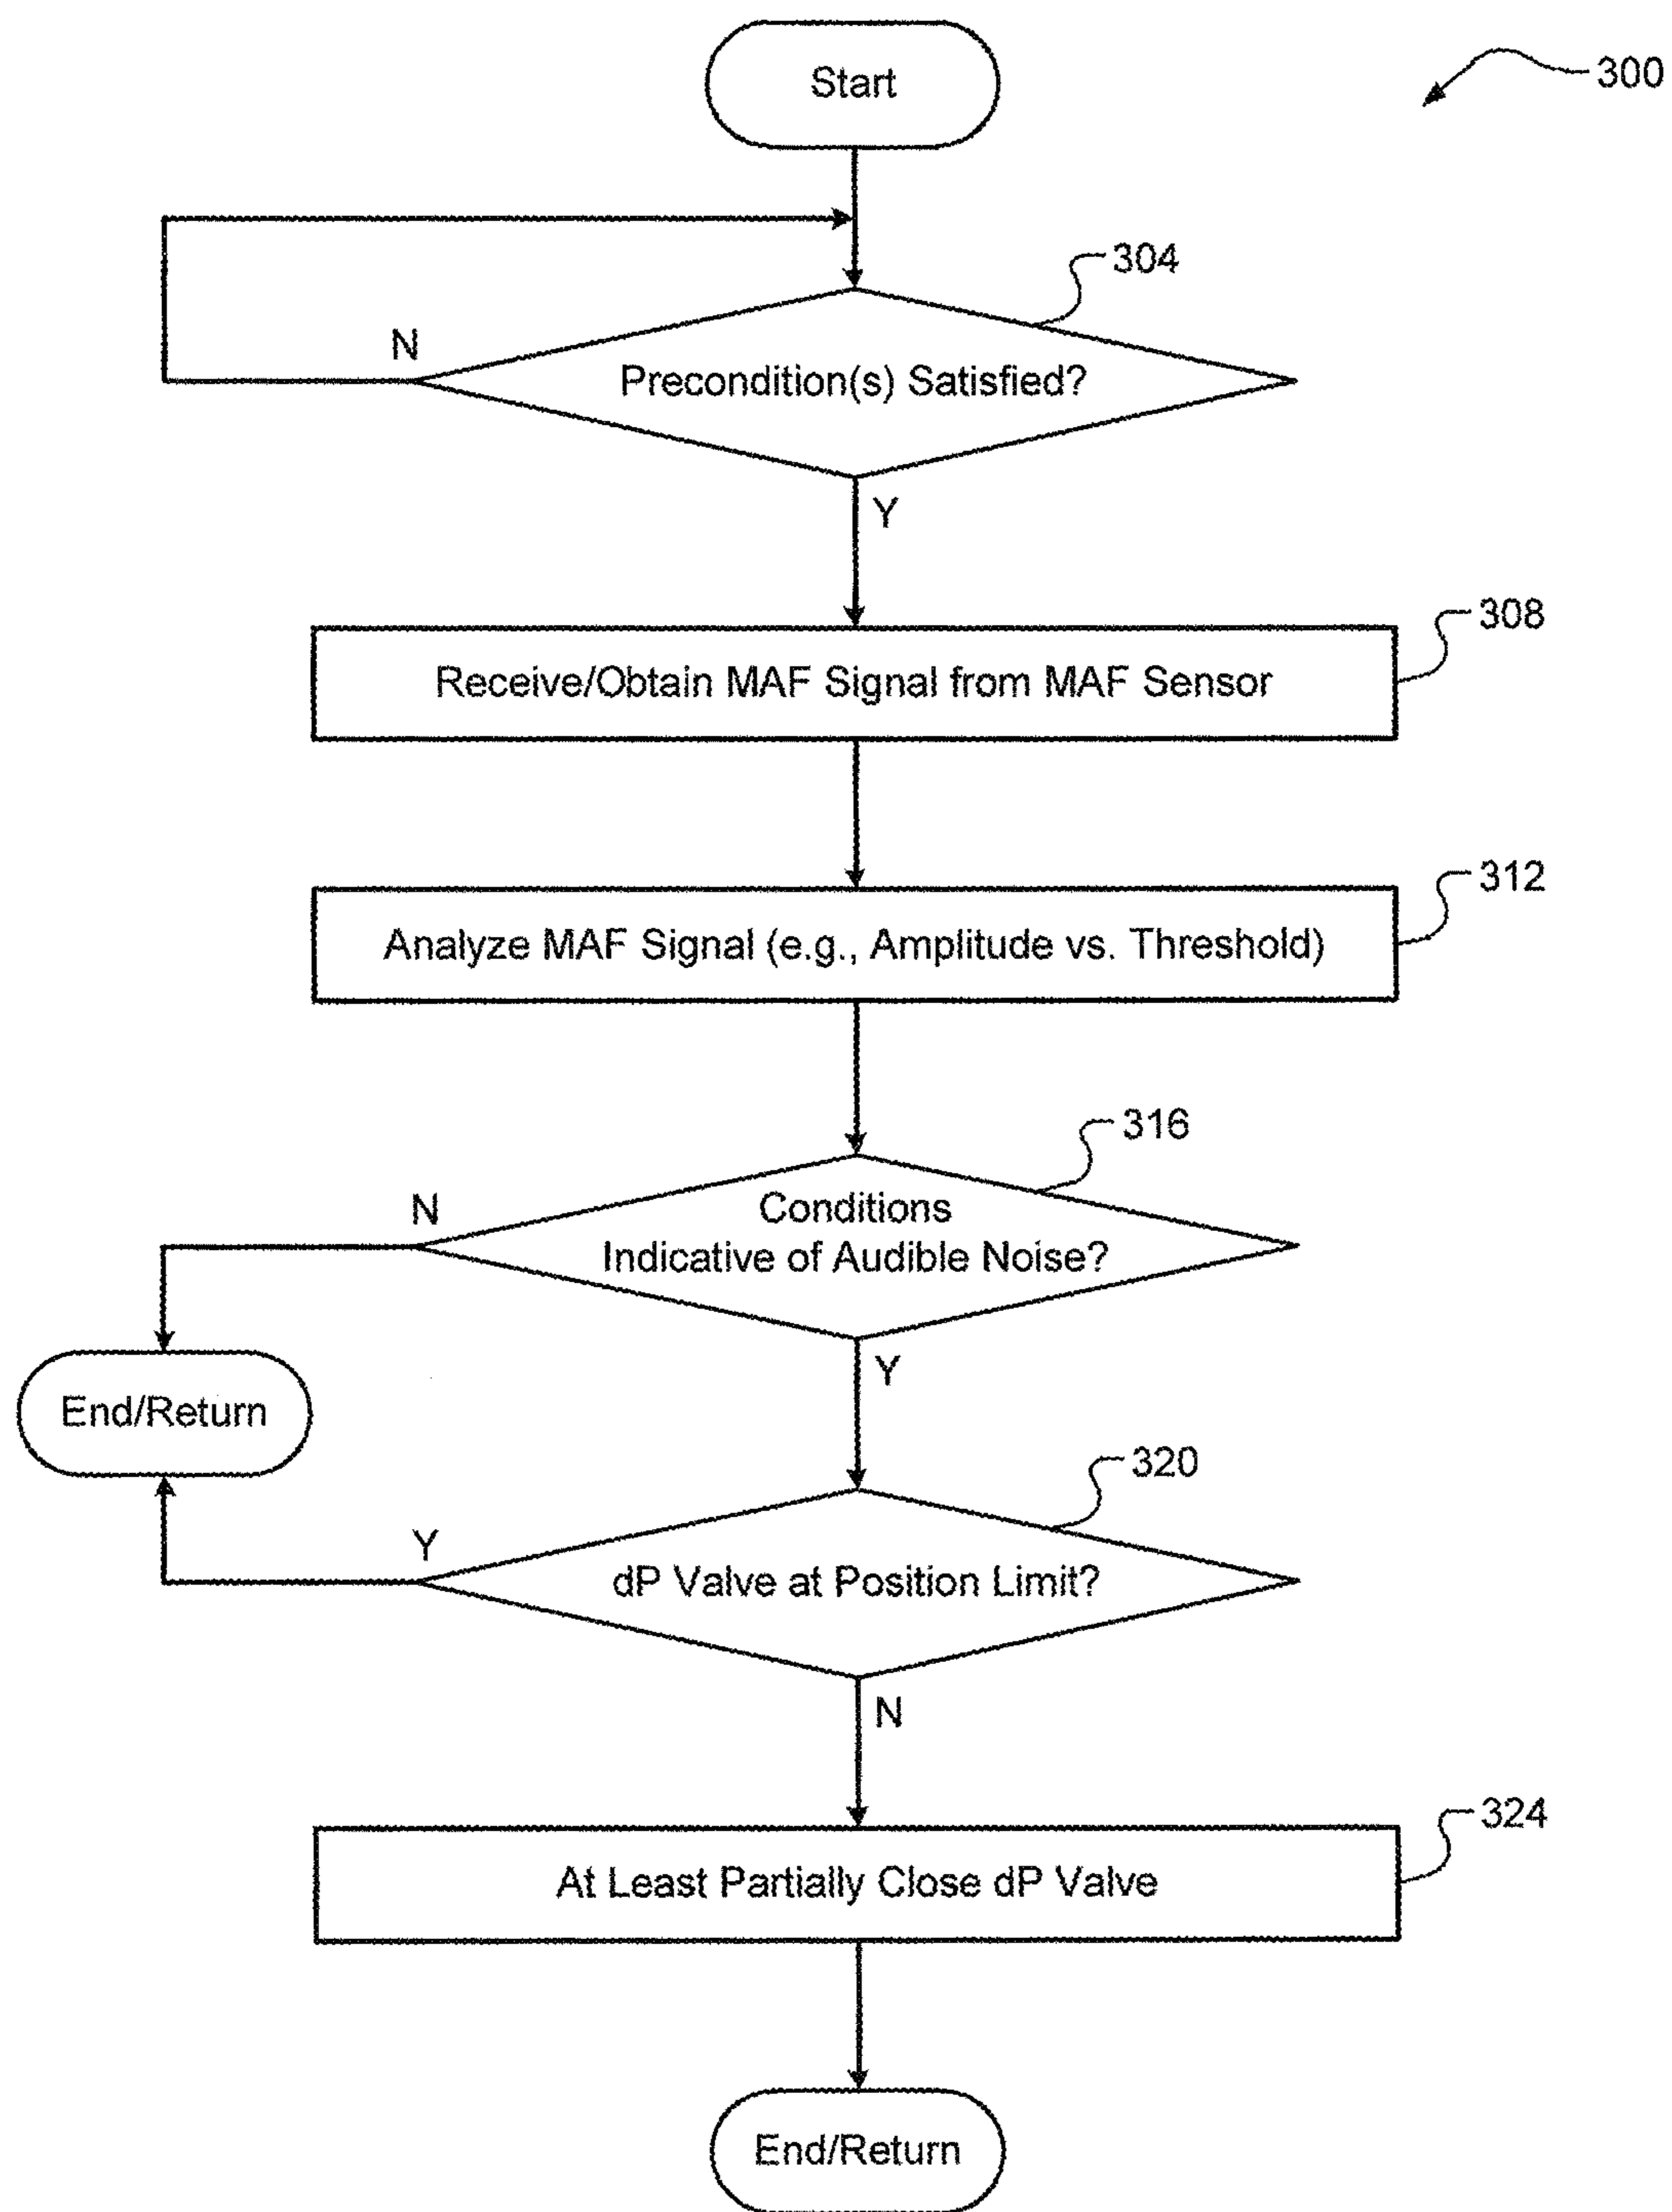 Start
300
304
N
Precondition(s) Satisfied?
Y
308
Receive/Obtain MAF Signal from MAF Sensor
312
Analyze MAF Signal (e.g., Amplitude vs. Threshold)
316
N
Conditions
Indicative of Audible Noise?
Y
End/Return
320
Y
dP Valve at Position Limit?
N
324
At Least Partially Close dP Valve
End/Return